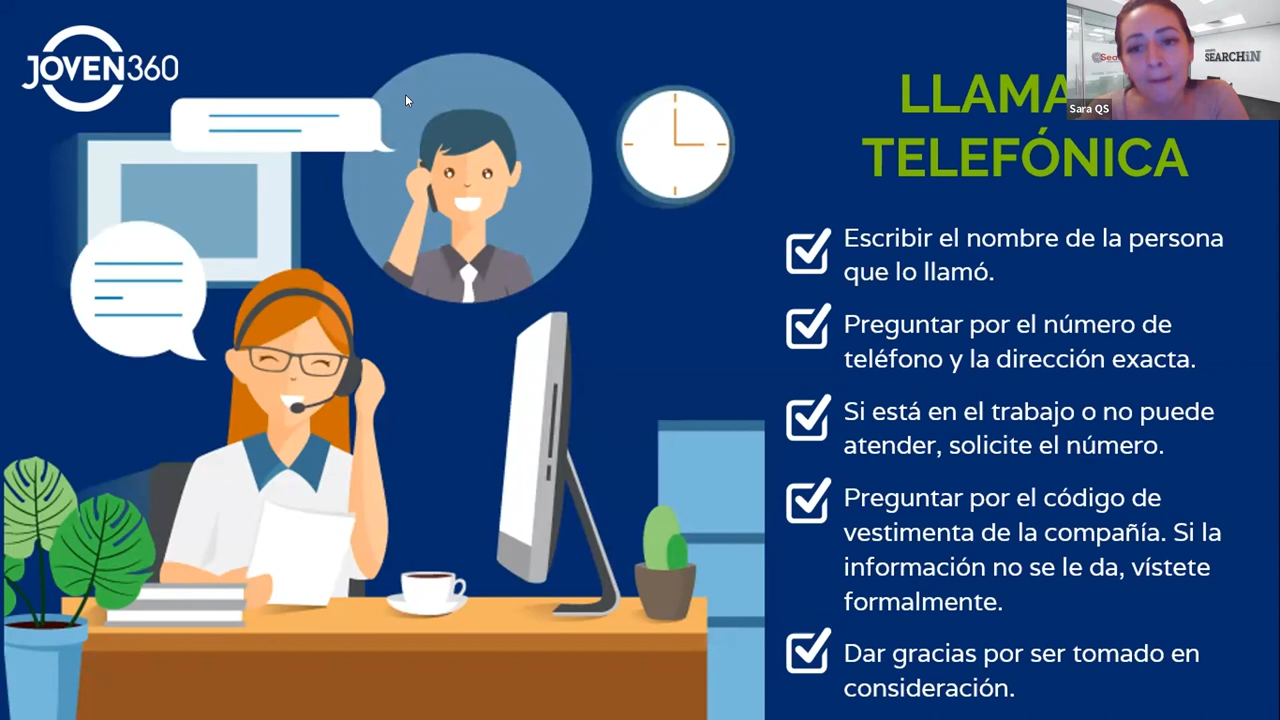 JOVEN360
LLAMA
TELEFÓNICA
Sara QS
SEARCHiN
Escribir el nombre de la persona
que lo llamó.
Preguntar por el número de
teléfono y la dirección exacta.
Si está en el trabajo o no puede
atender, solicite el número.
Preguntar por el código de
vestimenta de la compañía. Si la
información no se le da, vístete
formalmente.
Dar gracias por ser tomado en
consideración.